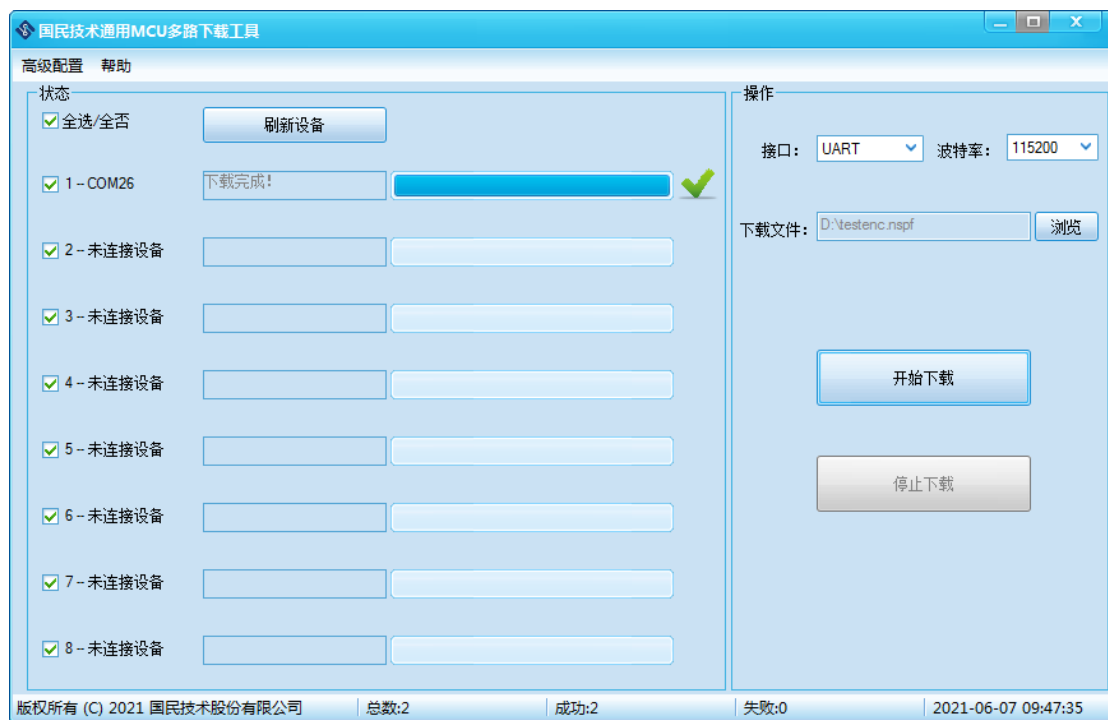 国民技术通用MCU多路下载工具
高级配置 帮助
状态
全选/全否 刷新设备
1 -- COM26 下载完成!
2 -- 未连接设备
3 -- 未连接设备
4 -- 未连接设备
5 -- 未连接设备
6 -- 未连接设备
7 -- 未连接设备
8 -- 未连接设备
操作
接口: UART 波特率: 115200
下载文件: D:\testenc.nspf 浏览
开始下载
停止下载
版权所有 (C) 2021 国民技术股份有限公司 总数:2 成功:2 失败:0 2021-06-07 09:47:35